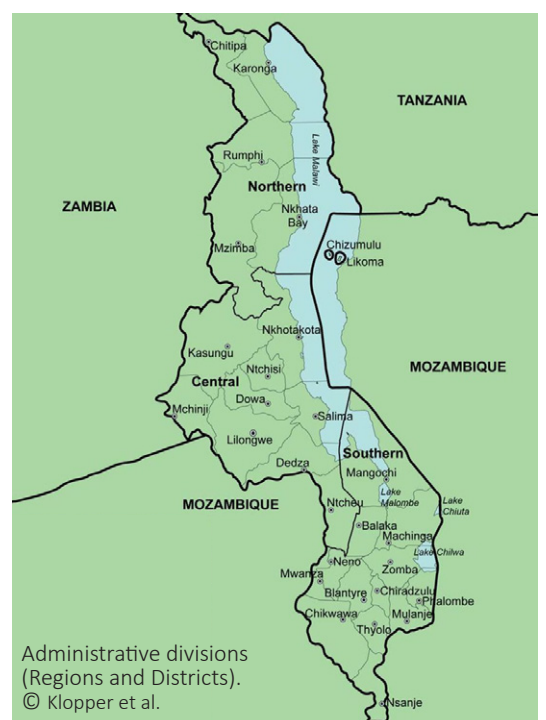 Chitipa
Karonga
TANZANIA
Lake Malawi
Rumphi
Northern
ZAMBIA
Nkhata
Bay
Mzimba
Chizumulu
Likoma
Nkhotakota
Kasungu
Ntchisi
MOZAMBIQUE
Central
Dowa
Mchinji
Salima
Lilongwe
Southern
Dedza
Mangochi
MOZAMBIQUE
Lake
Malombe
Lake
Chiuta
Ntcheu
Balaka
Machinga
Lake Chilwa
Neno
Zomba
Mwanza
Chiradzulu
Blantyre
Phalombe
Chikwawa
Mulanje
Thyolo
Administrative divisions
(Regions and Districts).
© Klopper et al.
Nsanje